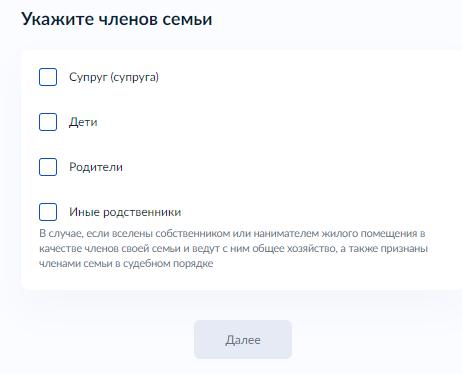 Укажите членов семьи
Супруг (супруга)
Дети
Родители
Иные родственники
В случае, если вселены собственником или нанимателем жилого помещения в
качестве членов своей семьи и ведут с ним общее хозяйство, а также признаны
членами семьи в судебном порядке
Далее